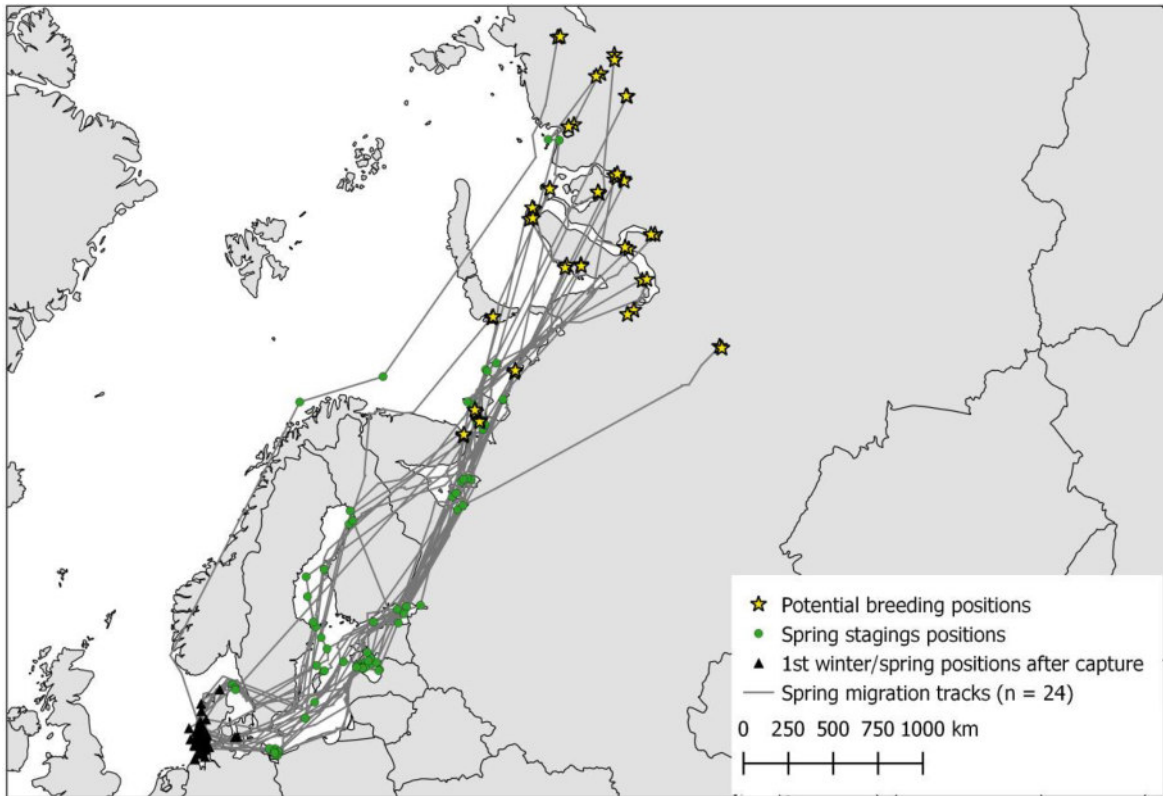 Potential breeding positions
Spring stagings positions
1st winter/spring positions after capture
Spring migration tracks (n = 24)
0 250 500 750 1000 km